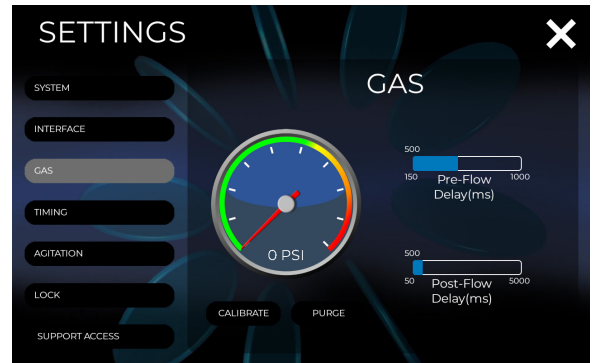 SETTINGS
SYSTEM
INTERFACE
GAS
TIMING
AGITATION
LOCK
SUPPORT ACCESS
GAS
0 PSI
CALIBRATE
PURGE
500
150
1000
Pre-Flow
Delay(ms)
500
50
5000
Post-Flow
Delay(ms)